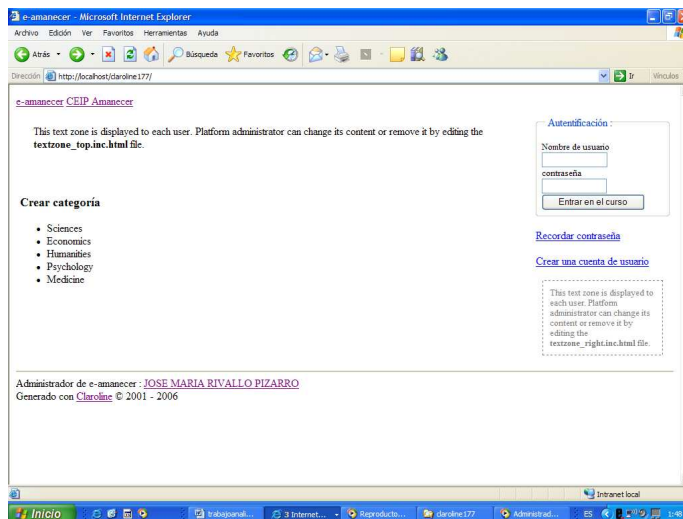 e-amanecer - Microsoft Internet Explorer
Archivo Edición Ver Favoritos Herramientas Ayuda
Atrás Búsqueda Favoritos
Dirección http://localhost/claroline177/ Ir Vínculos
e-amanecer CEIP Amanecer
This text zone is displayed to each user. Platform administrator can change its content or remove it by editing the
textzone_top.inc.html file.
Crear categoría
Sciences
Economics
Humanities
Psychology
Medicine
Autentificación :
Nombre de usuario
contraseña
Entrar en el curso
Recordar contraseña
Crear una cuenta de usuario
This text zone is displayed to
each user. Platform
administrator can change its
content or remove it by
editing the
textzone_right.inc.html file.
Administrador de e-amanecer : JOSE MARIA RIVALLO PIZARRO
Generado con Claroline © 2001 - 2006
Intranet local
Inicio trabajoanali... 3 Internet... Reproducto... claroline177 Administrad... ES 1:48